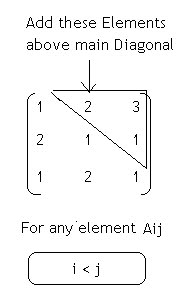 Add these Elements
above main Diagonal
1 2 3
2 1 1
1 2 1
For any element Aij
i < j